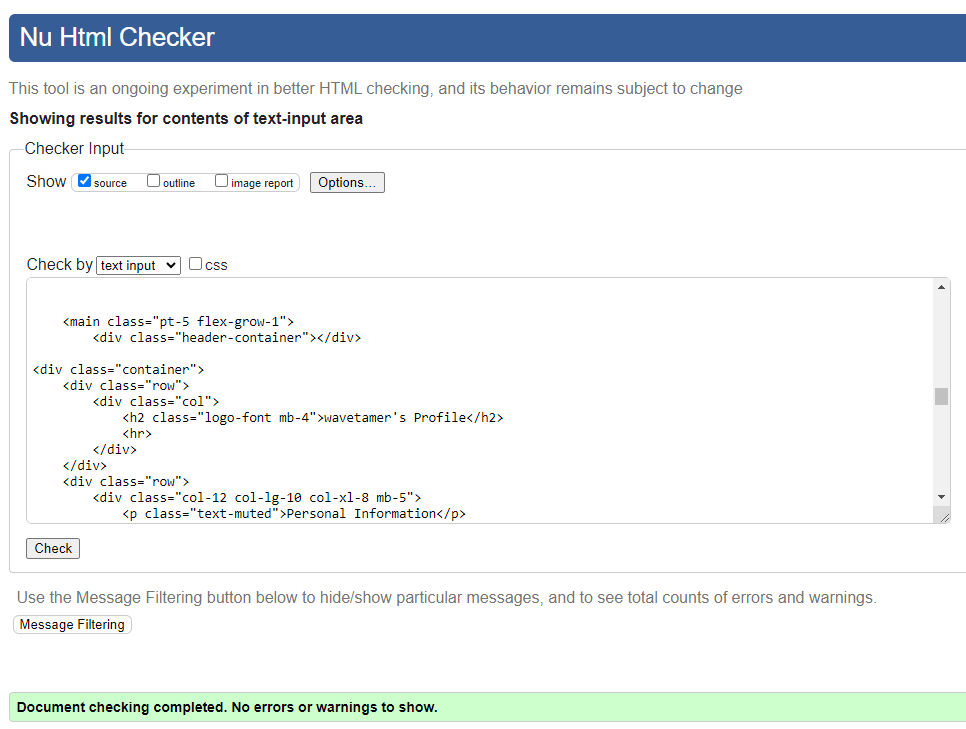 Nu Html Checker
This tool is an ongoing experiment in better HTML checking, and its behavior remains subject to change
Showing results for contents of text-input area
Checker Input
Show source outline image report Options...
Check by text input css
<main class="pt-5 flex-grow-1">
<div class="header-container"></div>
<div class="container">
<div class="row">
<div class="col">
<h2 class="logo-font mb-4">wavetamer's Profile</h2>
<hr>
</div>
</div>
<div class="row">
<div class="col-12 col-lg-10 col-xl-8 mb-5">
<p class="text-muted">Personal Information</p>
Check
Use the Message Filtering button below to hide/show particular messages, and to see total counts of errors and warnings.
Message Filtering
Document checking completed. No errors or warnings to show.